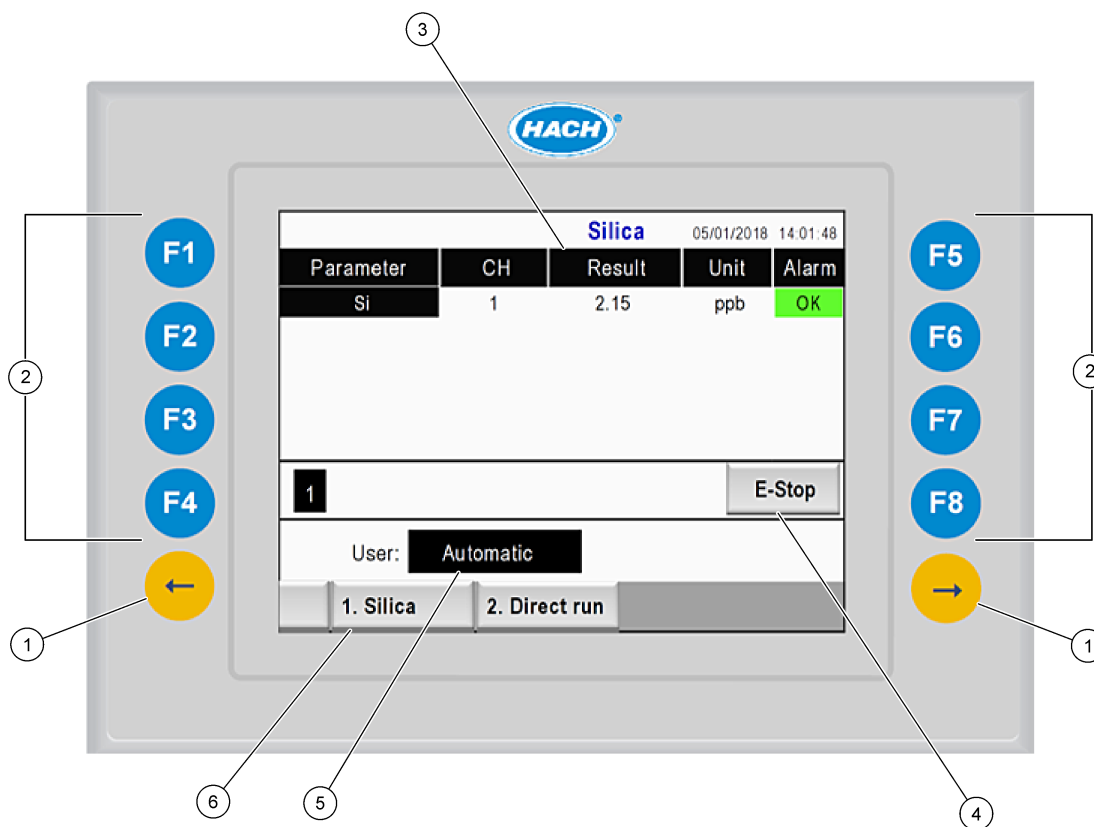 3
HACH
Silica 05/01/2018 14:01:48
Parameter CH Result Unit Alarm
Si 1 2.15 ppb OK
F1
F2
F3
F4
←
F5
F6
F7
F8
→
2
2
1
E-Stop
User: Automatic
1. Silica 2. Direct run
1
1
6
5
4